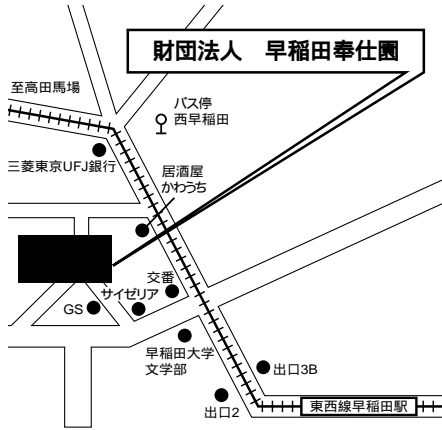 財団法人　早稲田奉仕園
至高田馬場
バス停
西早稲田
三菱東京UFJ銀行
居酒屋
かわうち
交番
サイゼリア
GS
早稲田大学
文学部
出口3B
出口2
東西線早稲田駅